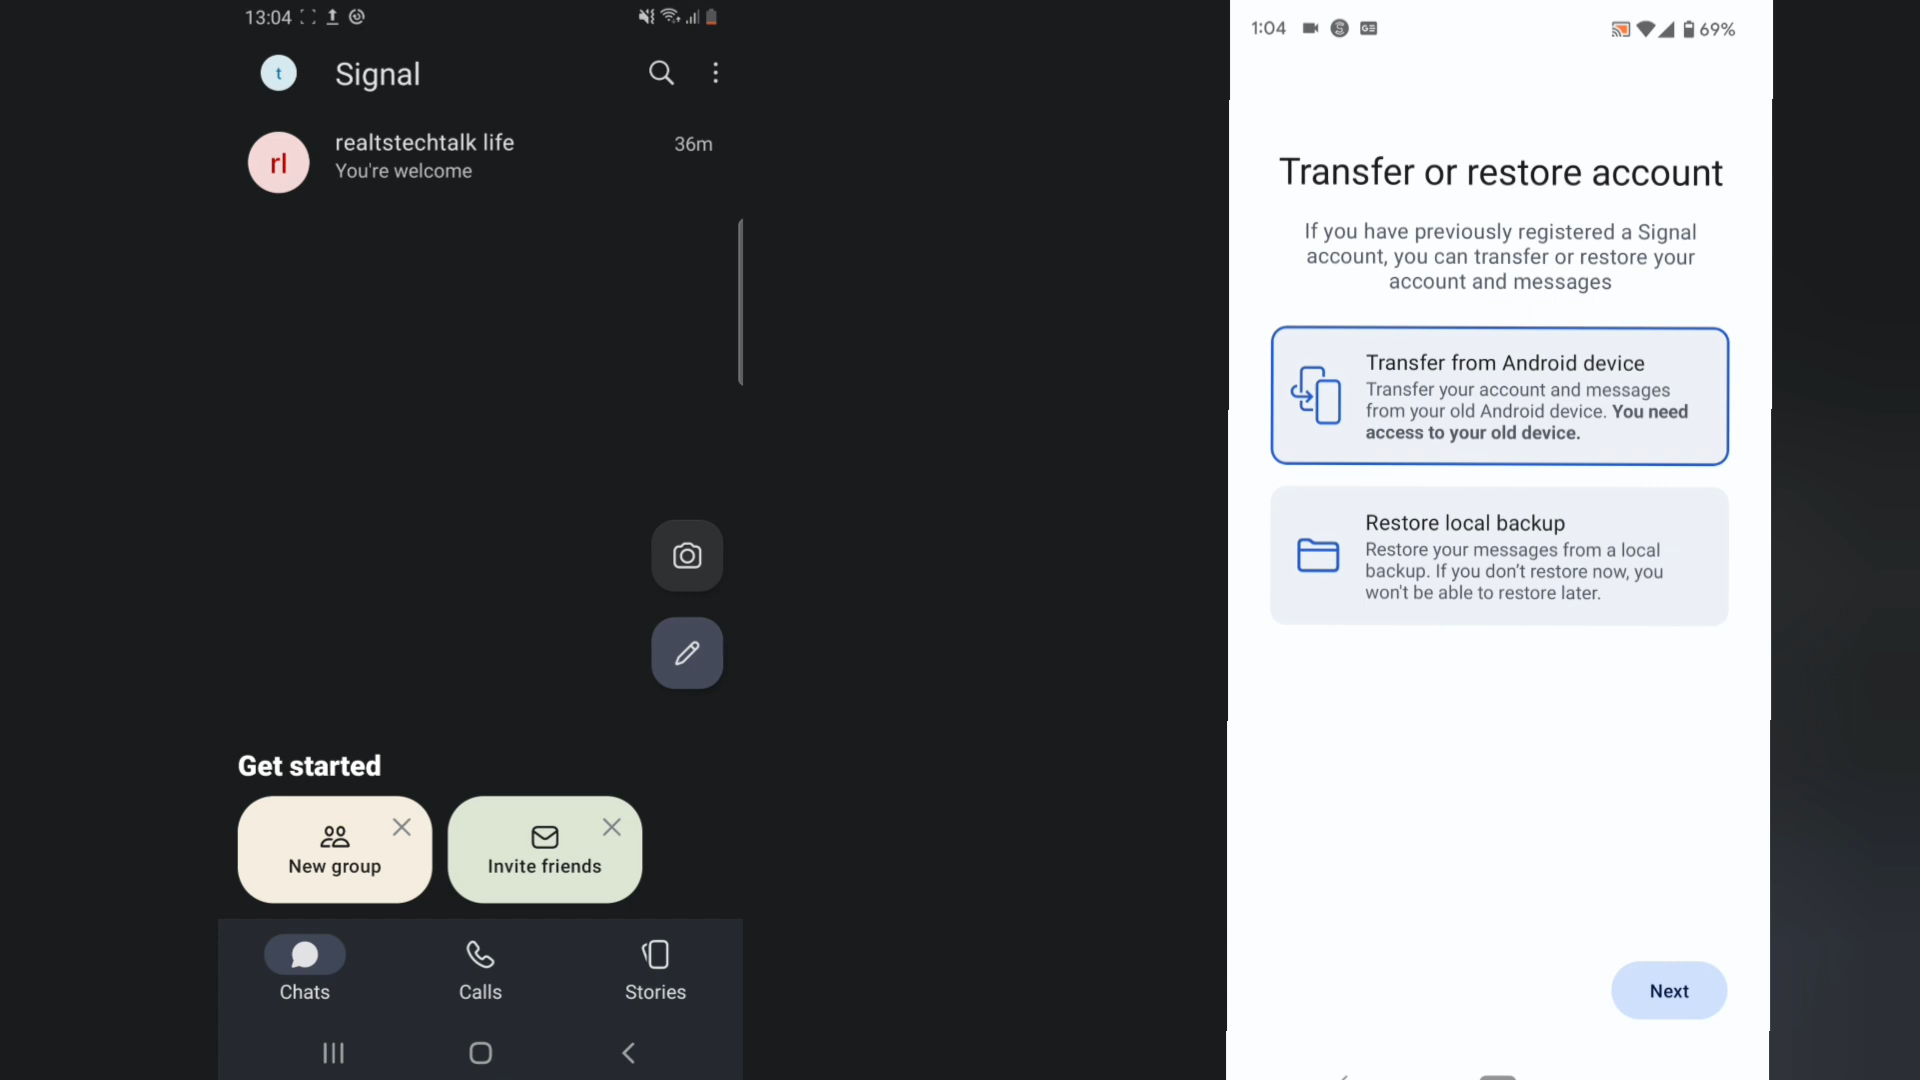 13:04
t
Signal
rl
realtstechtalk life
36m
You're welcome
Get started
New group
Invite friends
Chats
Calls
Stories
1:04
69%
Transfer or restore account
If you have previously registered a Signal
account, you can transfer or restore your
account and messages
Transfer from Android device
Transfer your account and messages
from your old Android device. You need
access to your old device.
Restore local backup
Restore your messages from a local
backup. If you don't restore now, you
won't be able to restore later.
Next